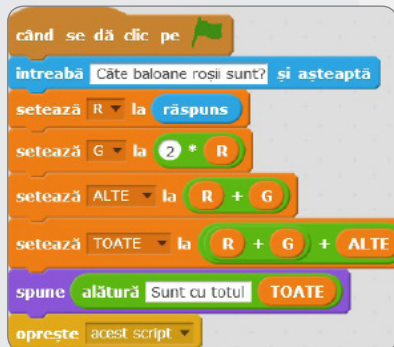 când se dă clic pe
întreabă Câte baloane roșii sunt? și așteaptă
setează R la răspuns
setează G la 2 * R
setează ALTE la R + G
setează TOATE la R + G + ALTE
spune alătură Sunt cu totul TOATE
oprește acest script